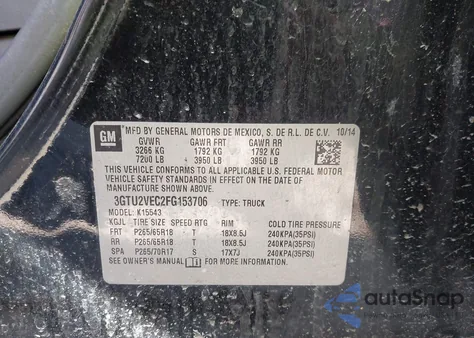 GM
MFD BY GENERAL MOTORS DE MEXICO, S. DE R.L. DE C.V. 10/14
GVWR GAWR FRT GAWR RR
3266 KG 1792 KG 1792 KG
7200 LB 3950 LB 3950 LB
THIS VEHICLE CONFORMS TO ALL APPLICABLE U.S. FEDERAL MOTOR
VEHICLE SAFETY STANDARDS IN EFFECT ON THE DATE OF
MANUFACTURE SHOWN ABOVE.
3GTU2VEC2FG153706 TYPE: TRUCK
MODEL: K15543
KGJL TIRE SIZE SPEED RTG RIM COLD TIRE PRESSURE
FRT P265/65R18 T 18X8.5J 240KPA(35PSI)
RR P265/65R18 T 18X8.5J 240KPA(35PSI)
SPA P265/70R17 S 17X7J 240KPA(35PSI)
SEE OWNER'S MANUAL FOR MORE INFORMATION.
autoSnap